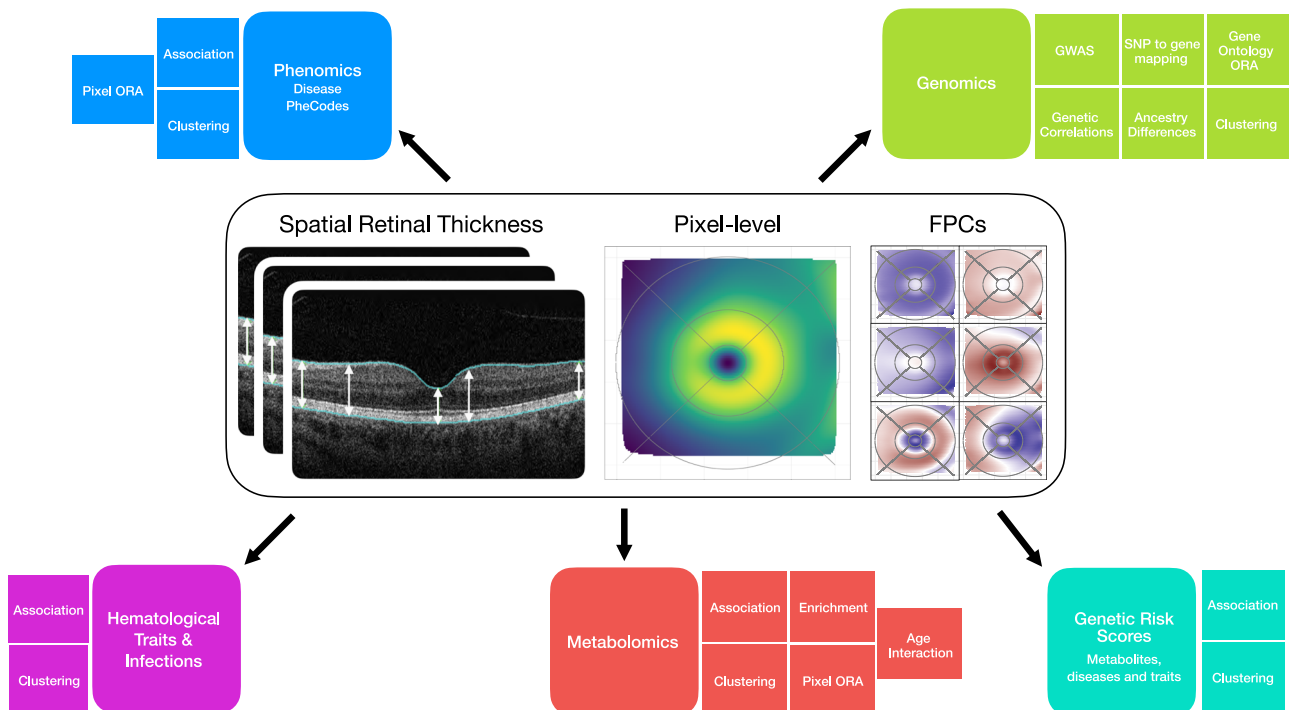 Pixel ORA
Association
Clustering
Phenomics
Disease
PheCodes
Genomics
GWAS
SNP to gene
mapping
Gene
Ontology
ORA
Genetic
Correlations
Ancestry
Differences
Clustering
Spatial Retinal Thickness
Pixel-level
FPCs
Association
Clustering
Hematological
Traits &
Infections
Metabolomics
Association
Enrichment
Clustering
Pixel ORA
Age
Interaction
Genetic Risk
Scores
Metabolites,
diseases and traits
Association
Clustering